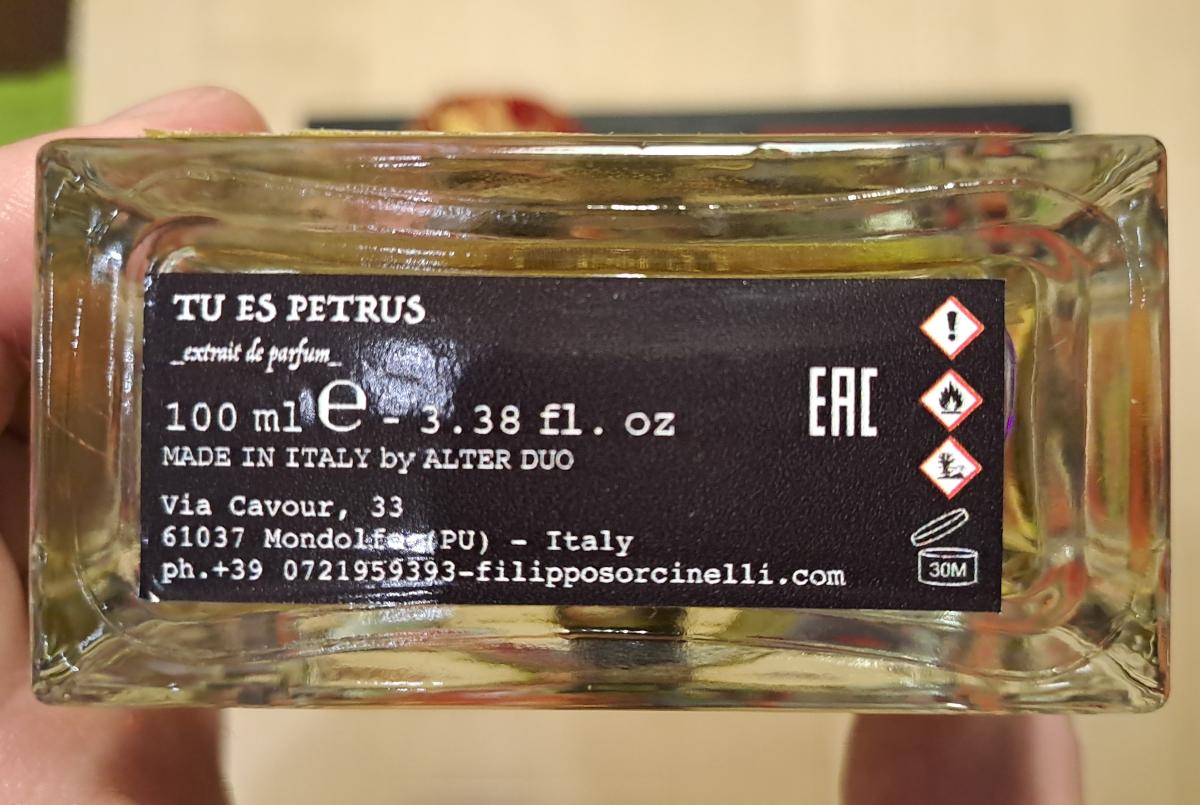 TU ES PETRUS
_extrait de parfum_
100 ml e - 3.38 fl. oz
MADE IN ITALY by ALTER DUO
EAC
Via Cavour, 33
61037 (PU) - Italy
ph.+39 0721959393-filipposorcinelli.com
30M